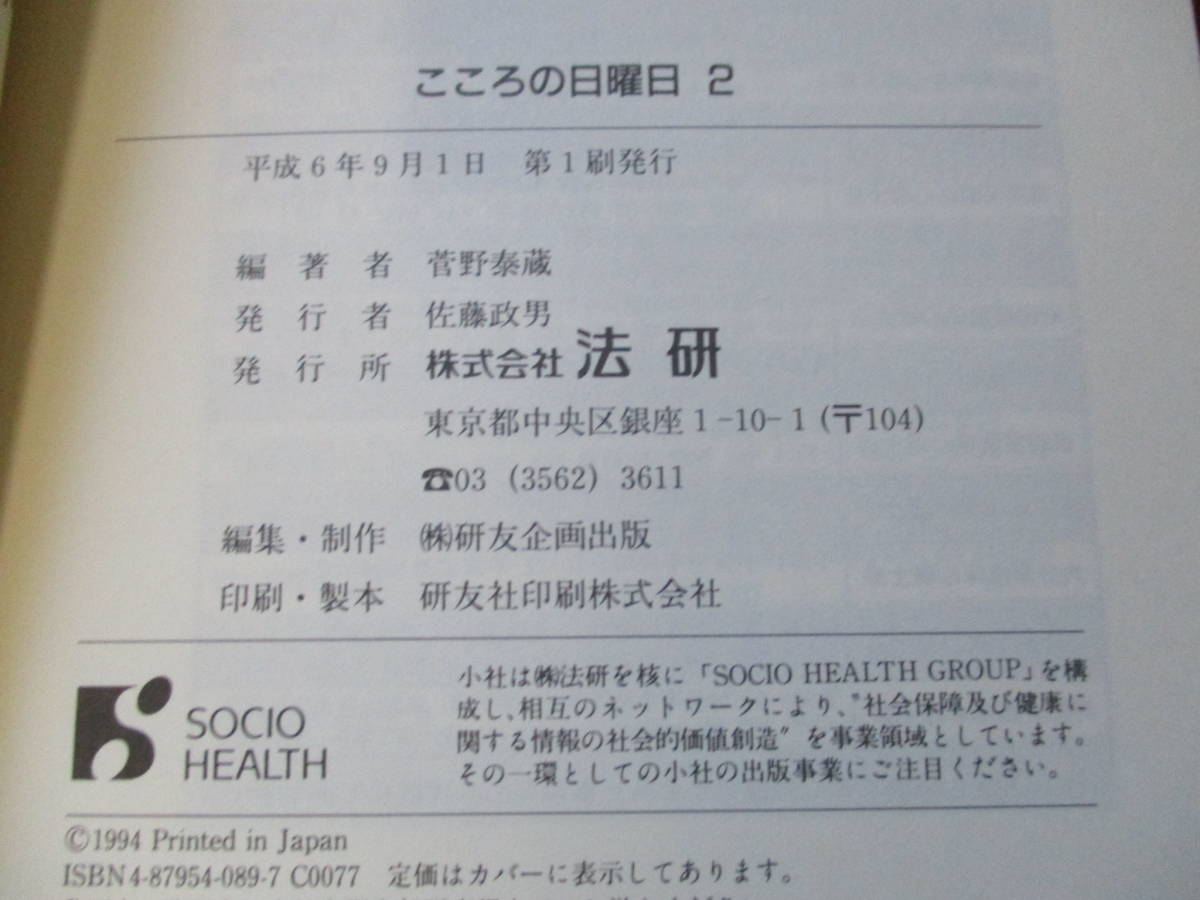 こころの日曜日 2
平成6年9月1日 第1刷発行
編著者 菅野泰蔵
発行者 佐藤政男
発行所 株式会社 法研
東京都中央区銀座1-10-1(〒104)
☎03 (3562) 3611
編集・制作 ㈱研友企画出版
印刷・製本 研友社印刷株式会社
SOCIO
HEALTH
小社は㈱法研を核に「SOCIO HEALTH GROUP」を構
成し、相互のネットワークにより、"社会保障及び健康に
関する情報の社会的価値創造"を事業領域としています。
その一環としての小社の出版事業にご注目ください。
©1994 Printed in Japan
ISBN4-87954-089-7 C0077 定価はカバーに表示してあります。